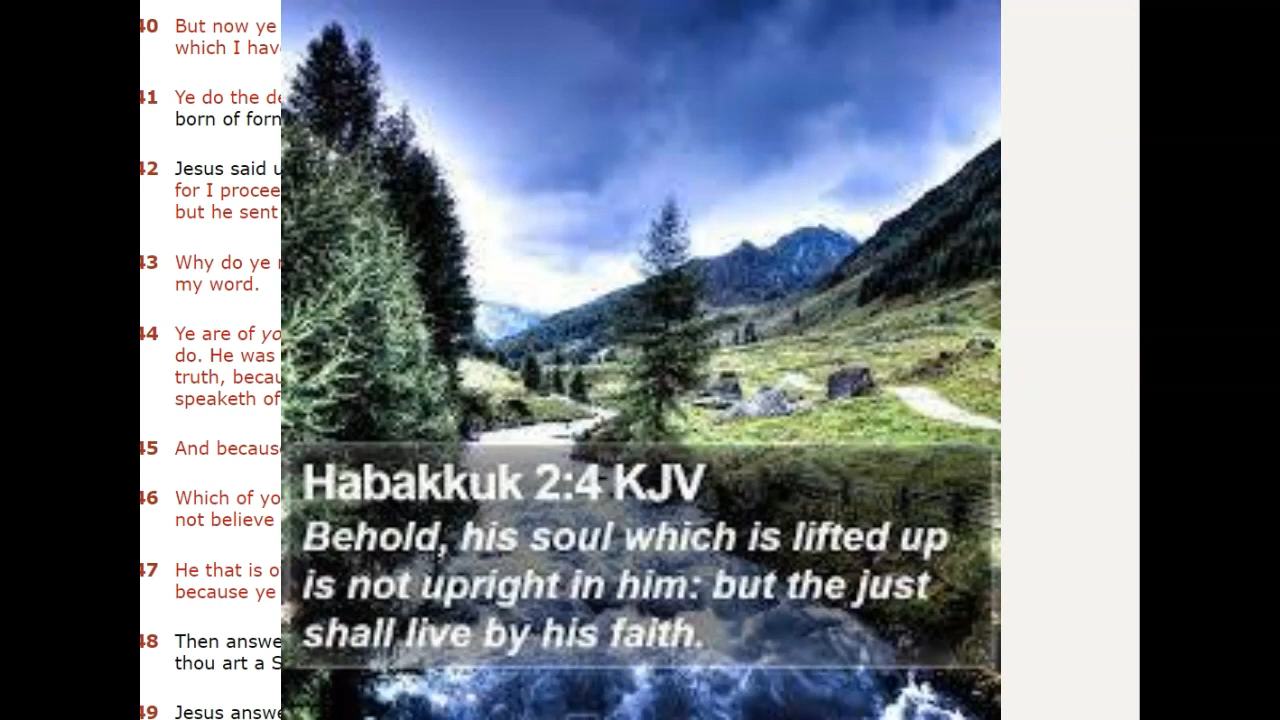 40 But now ye
which I hav
41 Ye do the de
born of forn
42 Jesus said u
for I procee
but he sent
43 Why do ye
my word.
44 Ye are of yo
do. He was
truth, becau
speaketh of
45 And becaus
46 Which of yo
not believe
47 He that is o
because ye
48 Then answe
thou art a S
49 Jesus answe
Habakkuk 2:4 KJV
Behold, his soul which is lifted up
is not upright in him: but the just
shall live by his faith.